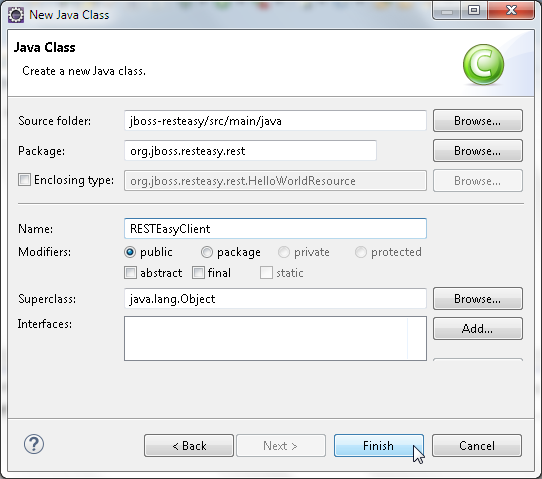 New Java Class
Java Class
Create a new Java class.
C
Source folder: jboss-resteasy/src/main/java Browse...
Package: org.jboss.resteasy.rest Browse...
Enclosing type: org.jboss.resteasy.rest.HelloWorldResource Browse...
Name: RESTEasyClient
Modifiers: public package private protected
abstract final static
Superclass: java.lang.Object Browse...
Interfaces: Add...
? < Back Next > Finish Cancel